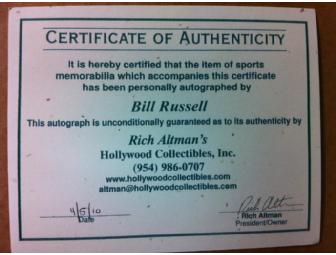 CERTIFICATE OF AUTHENTICITY
It is hereby certified that the item of sports
memorabilia which accompanies this certificate
has been personally autographed by
Bill Russell
This autograph is unconditionally guaranteed as to its authenticity by
Rich Altman's
Hollywood Collectibles, Inc.
(954) 986-0707
www.hollywoodcollectibles.com
altman@hollywoodcollectibles.com
4/5/10
Date
Rich Altman
President/Owner